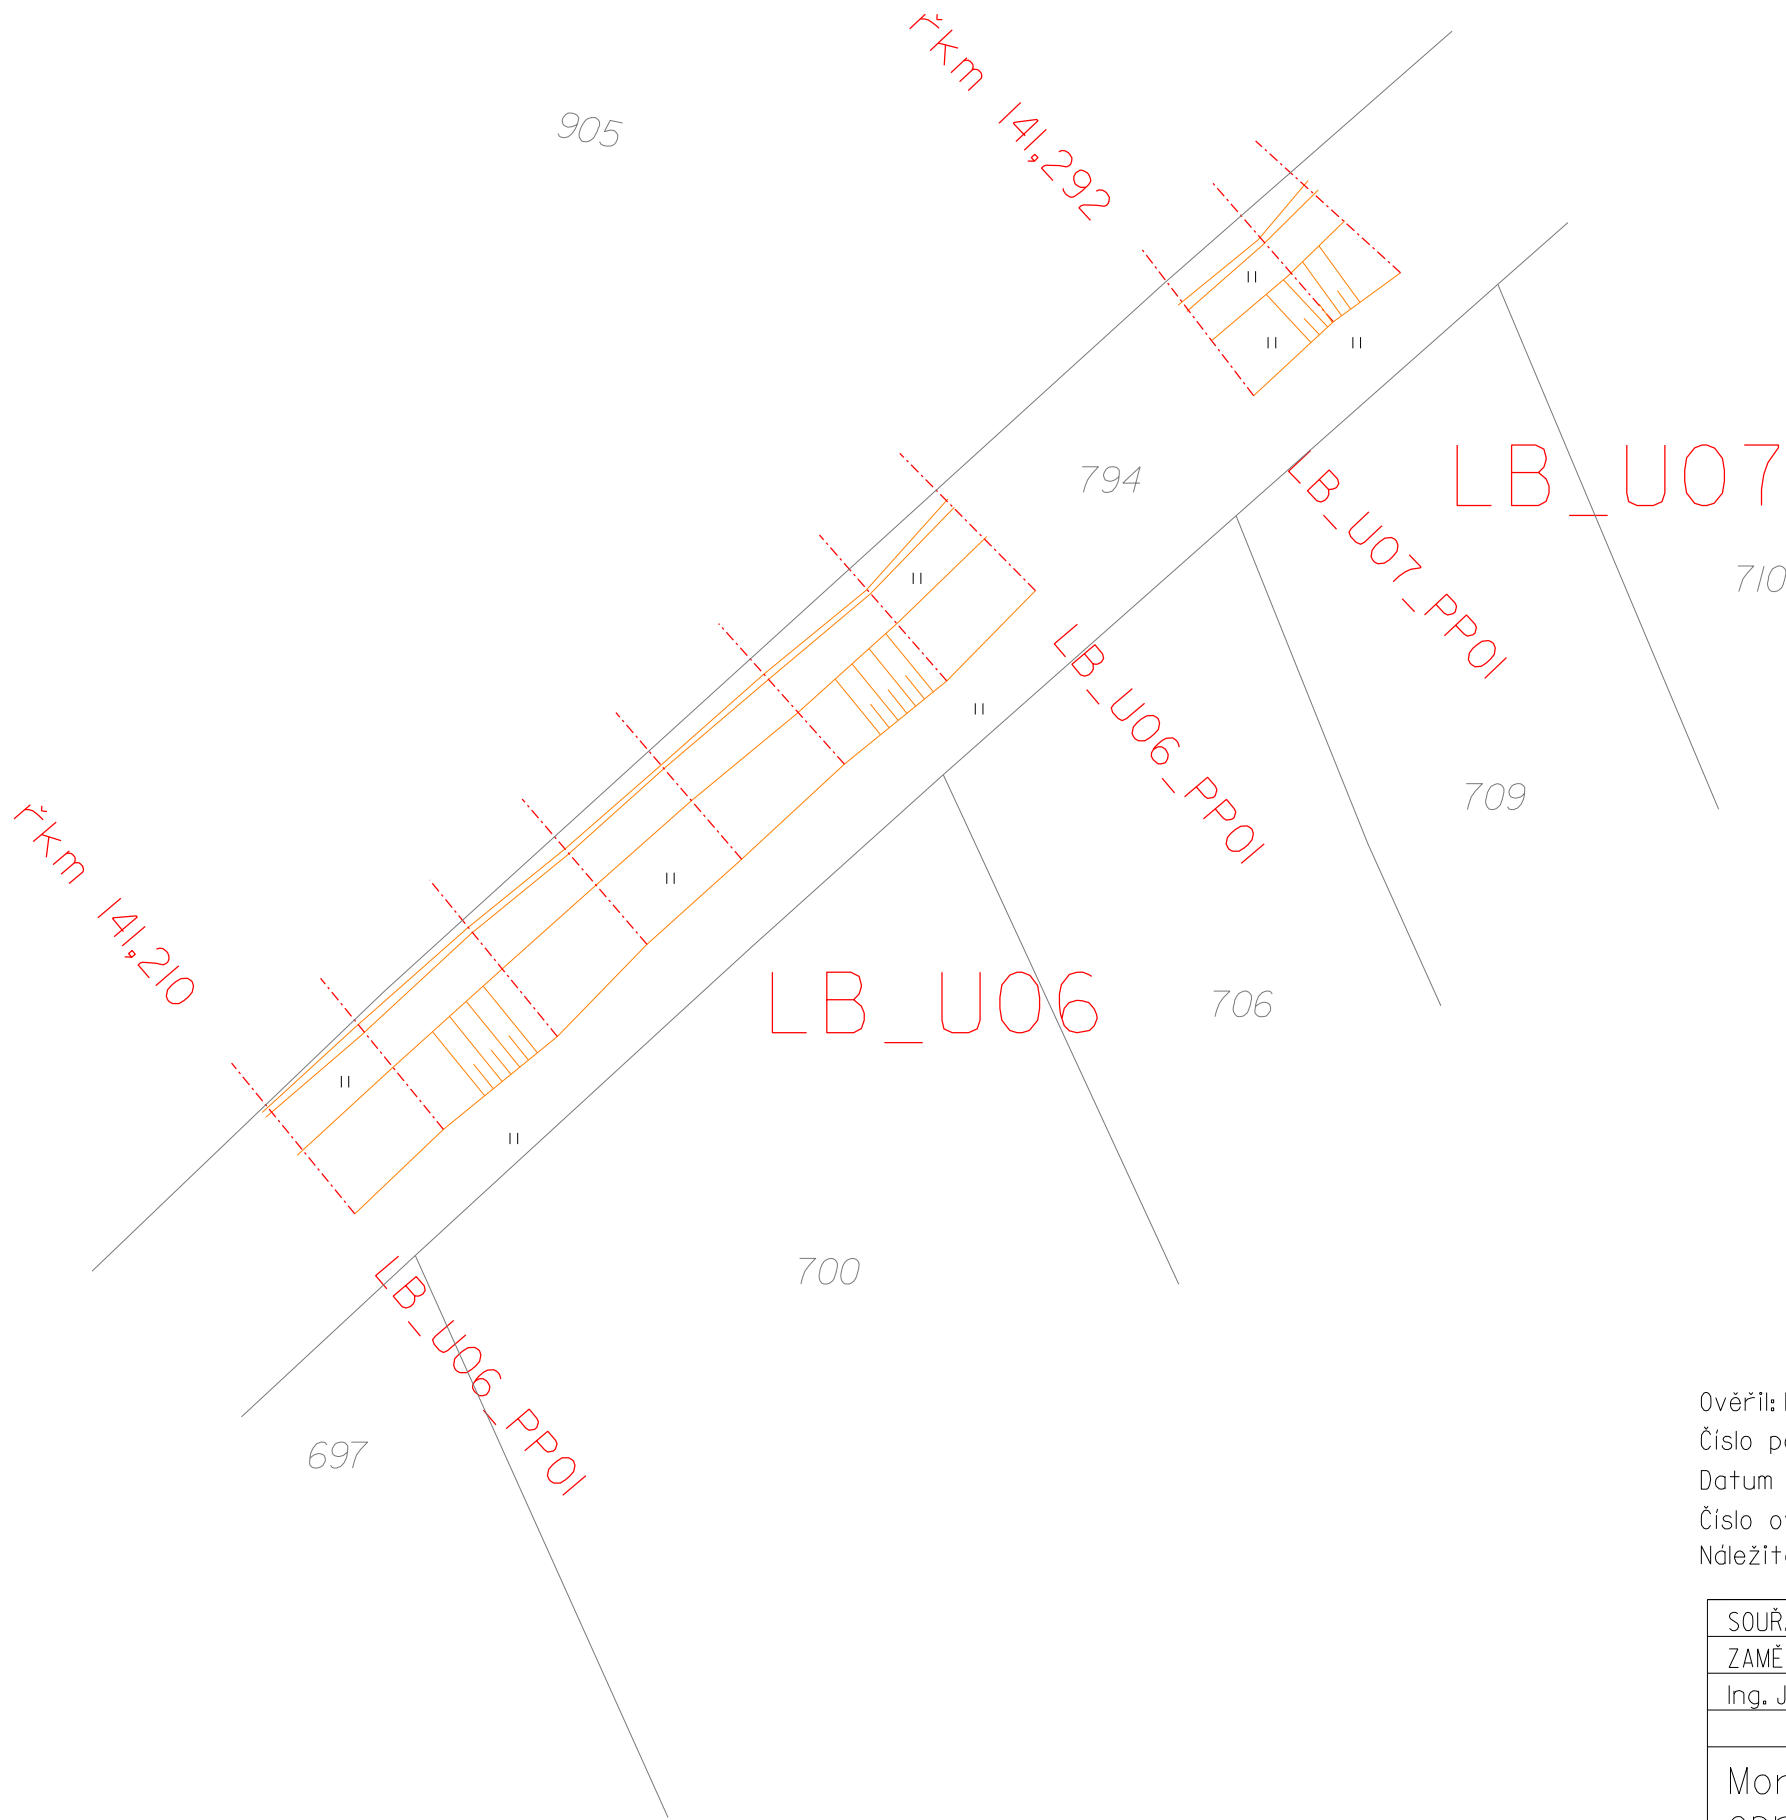 řkm 141,292
905
794
LB_U07
LB_U07_PP01
710
LB_U06_PP01
709
řkm 141,210
LB_U06
706
700
LB_U06_PP01
697
Ověřil:
Číslo
Datum
Číslo
SOUŘ.
ZAMĚ
Ing. J
Mor